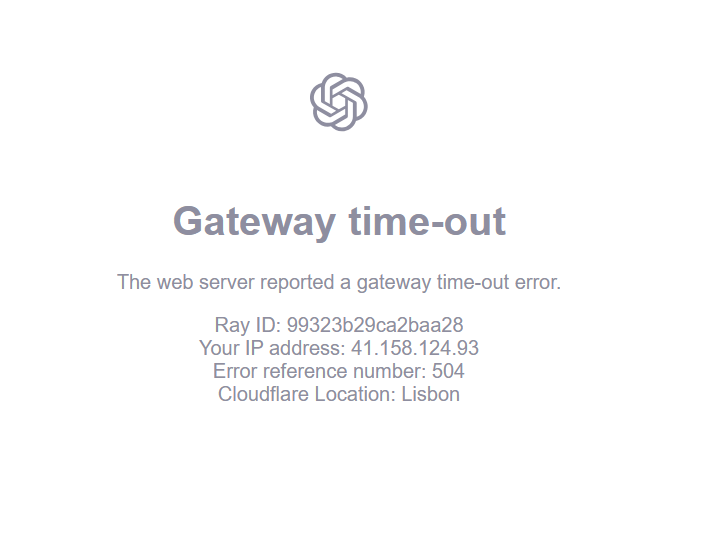 Gateway time-out
The web server reported a gateway time-out error.
Ray ID: 99323b29ca2baa28
Your IP address: 41.158.124.93
Error reference number: 504
Cloudflare Location: Lisbon